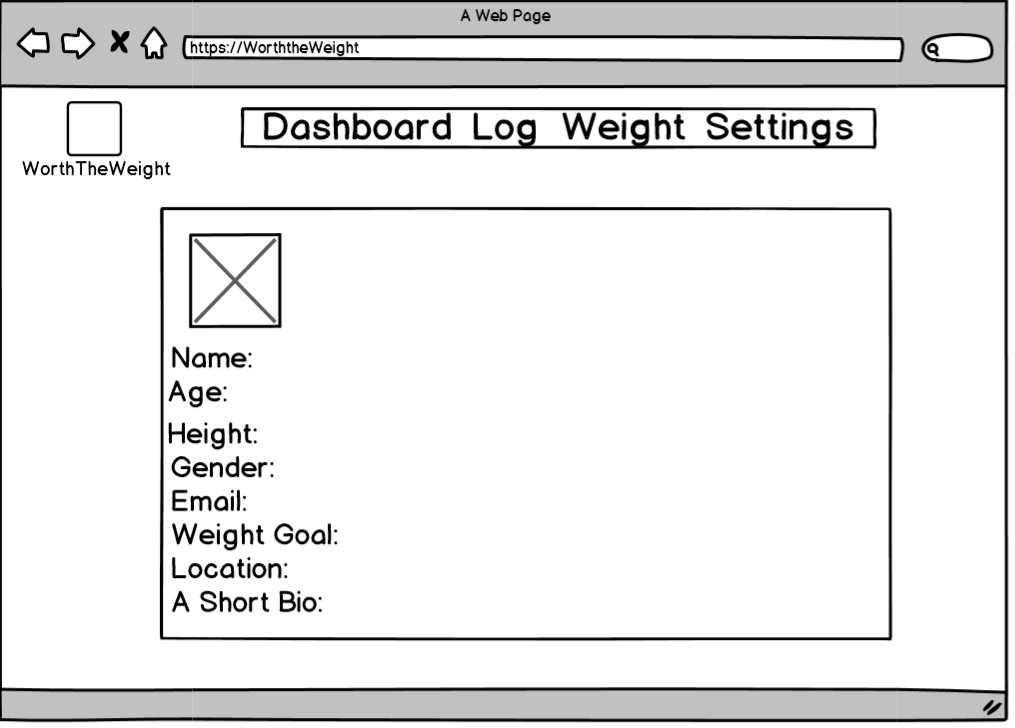 A Web Page
https://WorththeWeight
Dashboard Log Weight Settings
WorthTheWeight
Name:
Age:
Height:
Gender:
Email:
Weight Goal:
Location:
A Short Bio: